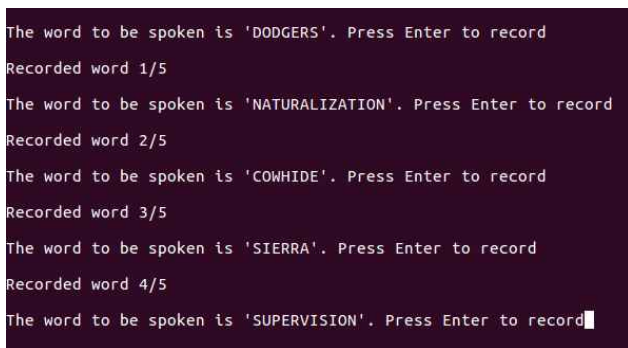 The word to be spoken is 'DODGERS'. Press Enter to record
Recorded word 1/5
The word to be spoken is 'NATURALIZATION'. Press Enter to record
Recorded word 2/5
The word to be spoken is 'COWHIDE'. Press Enter to record
Recorded word 3/5
The word to be spoken is 'SIERRA'. Press Enter to record
Recorded word 4/5
The word to be spoken is 'SUPERVISION'. Press Enter to record